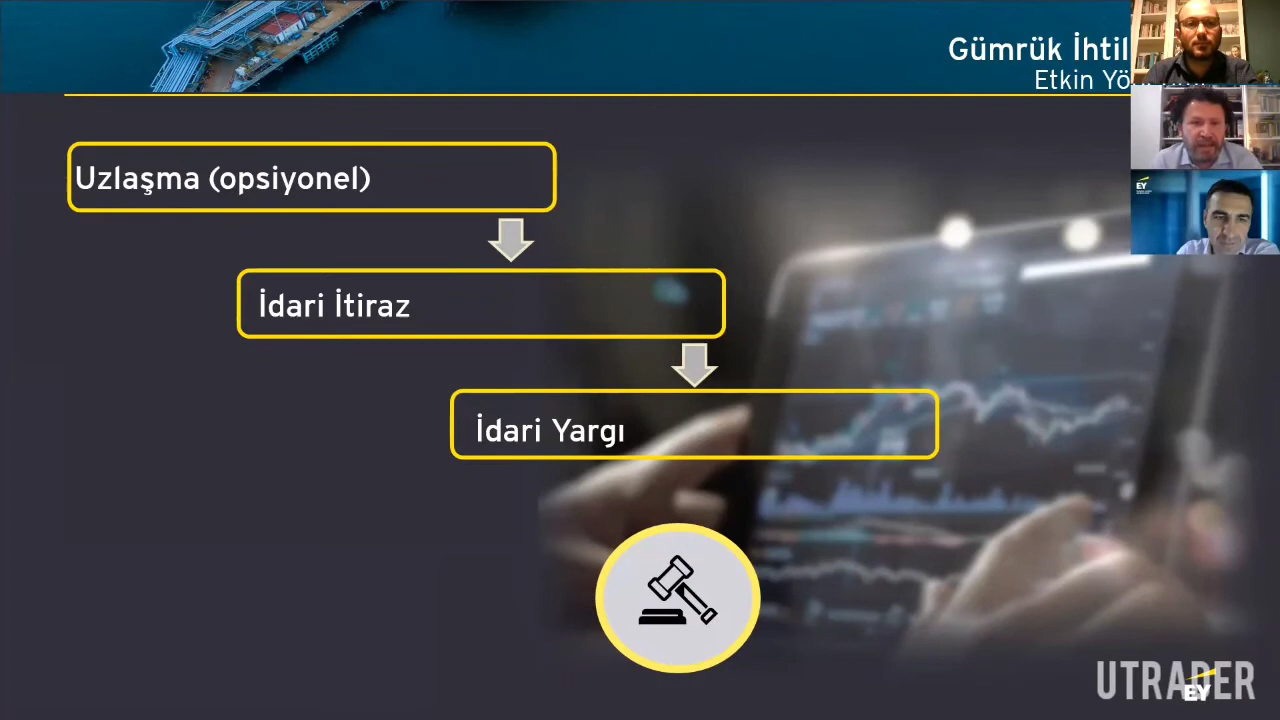 Gümrük İhtil
Etkin Yö
EY
Uzlaşma (opsiyonel)
İdari İtiraz
İdari Yargı
UTRADER
EY